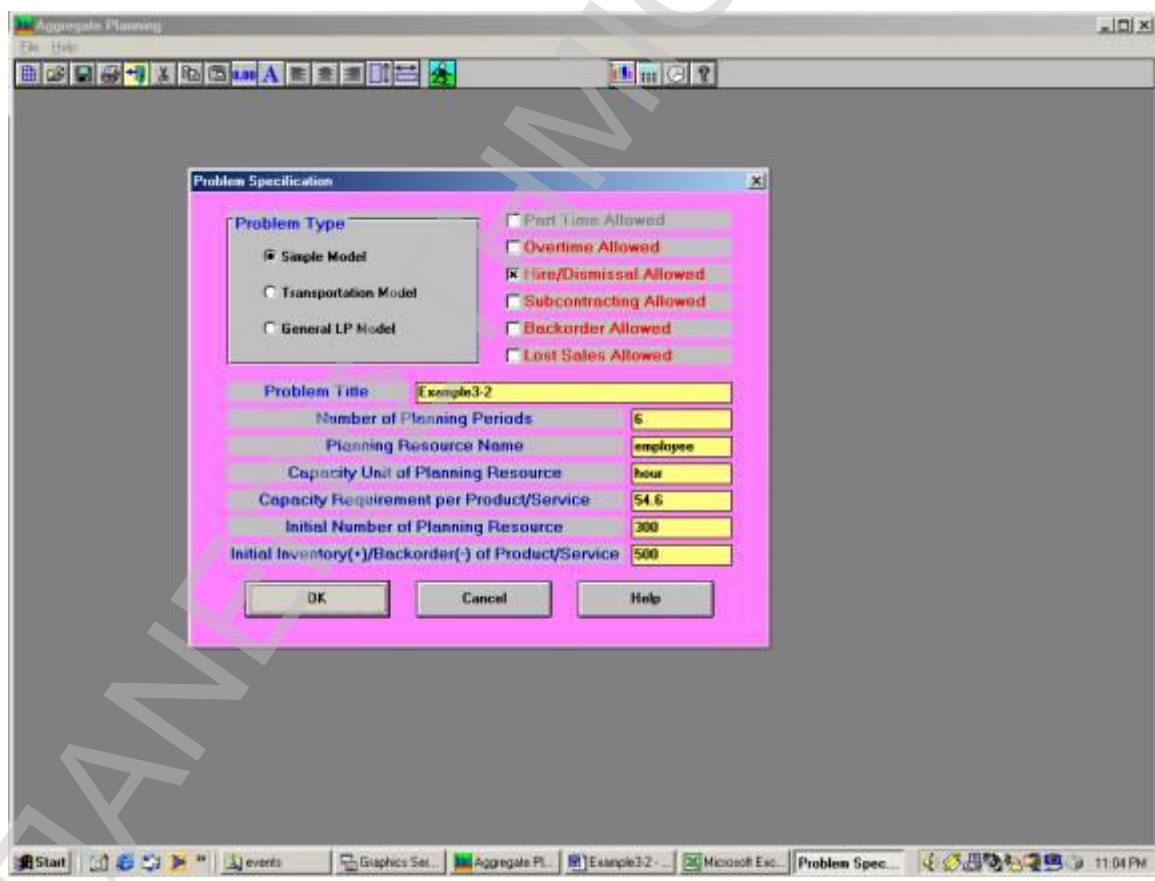 Aggregate Planning
File Help
0.00 A
Problem Specification
Problem Type
Simple Model
Transportation Model
General LP Model
Part Time Allowed
Overtime Allowed
Hire/Dismissal Allowed
Subcontracting Allowed
Backorder Allowed
Lost Sales Allowed
Problem Title Example3-2
Number of Planning Periods 6
Planning Resource Name employee
Capacity Unit of Planning Resource hour
Capacity Requirement per Product/Service 54.6
Initial Number of Planning Resource 300
Initial Inventory(+)/Backorder(-) of Product/Service 500
OK Cancel Help
Start events Graphics Ser... Aggregate Pl... Example3-2 - ... Microsoft Exc... Problem Spec... 11:04 PM